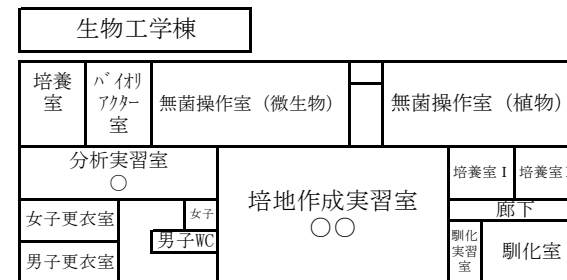 生物工学棟
培養
室
バイオリ
アクター
室
無菌操作室（微生物）
無菌操作室（植物）
分析実習室
○
培地作成実習室
○○
培養室Ⅰ
培養室
女子更衣室
女子
男子WC
男子更衣室
廊下
馴化
実習
室
馴化室